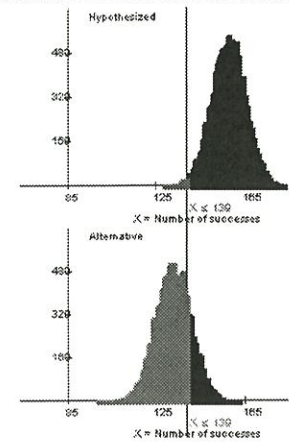 Hypothesized
480
320
160
85 125 165
X ≤ 139
X = Number of successes
Alternative
480
320
160
85 125 165
X ≤ 139
X = Number of successes